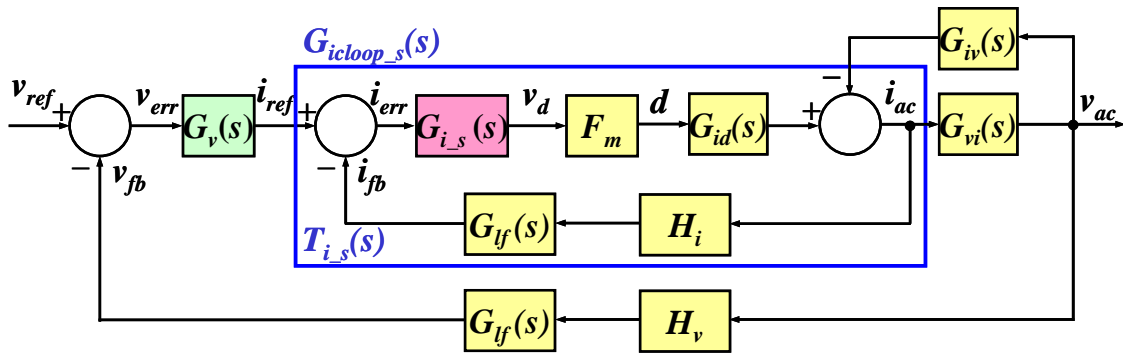 G_icloop_s(s)
G_iv(s)
v_ref
+
−
v_err
G_v(s)
i_ref
+
−
i_err
G_i_s(s)
v_d
F_m
d
G_id(s)
+
−
i_ac
G_vi(s)
v_ac
v_fb
i_fb
G_lf(s)
H_i
T_i_s(s)
G_lf(s)
H_v